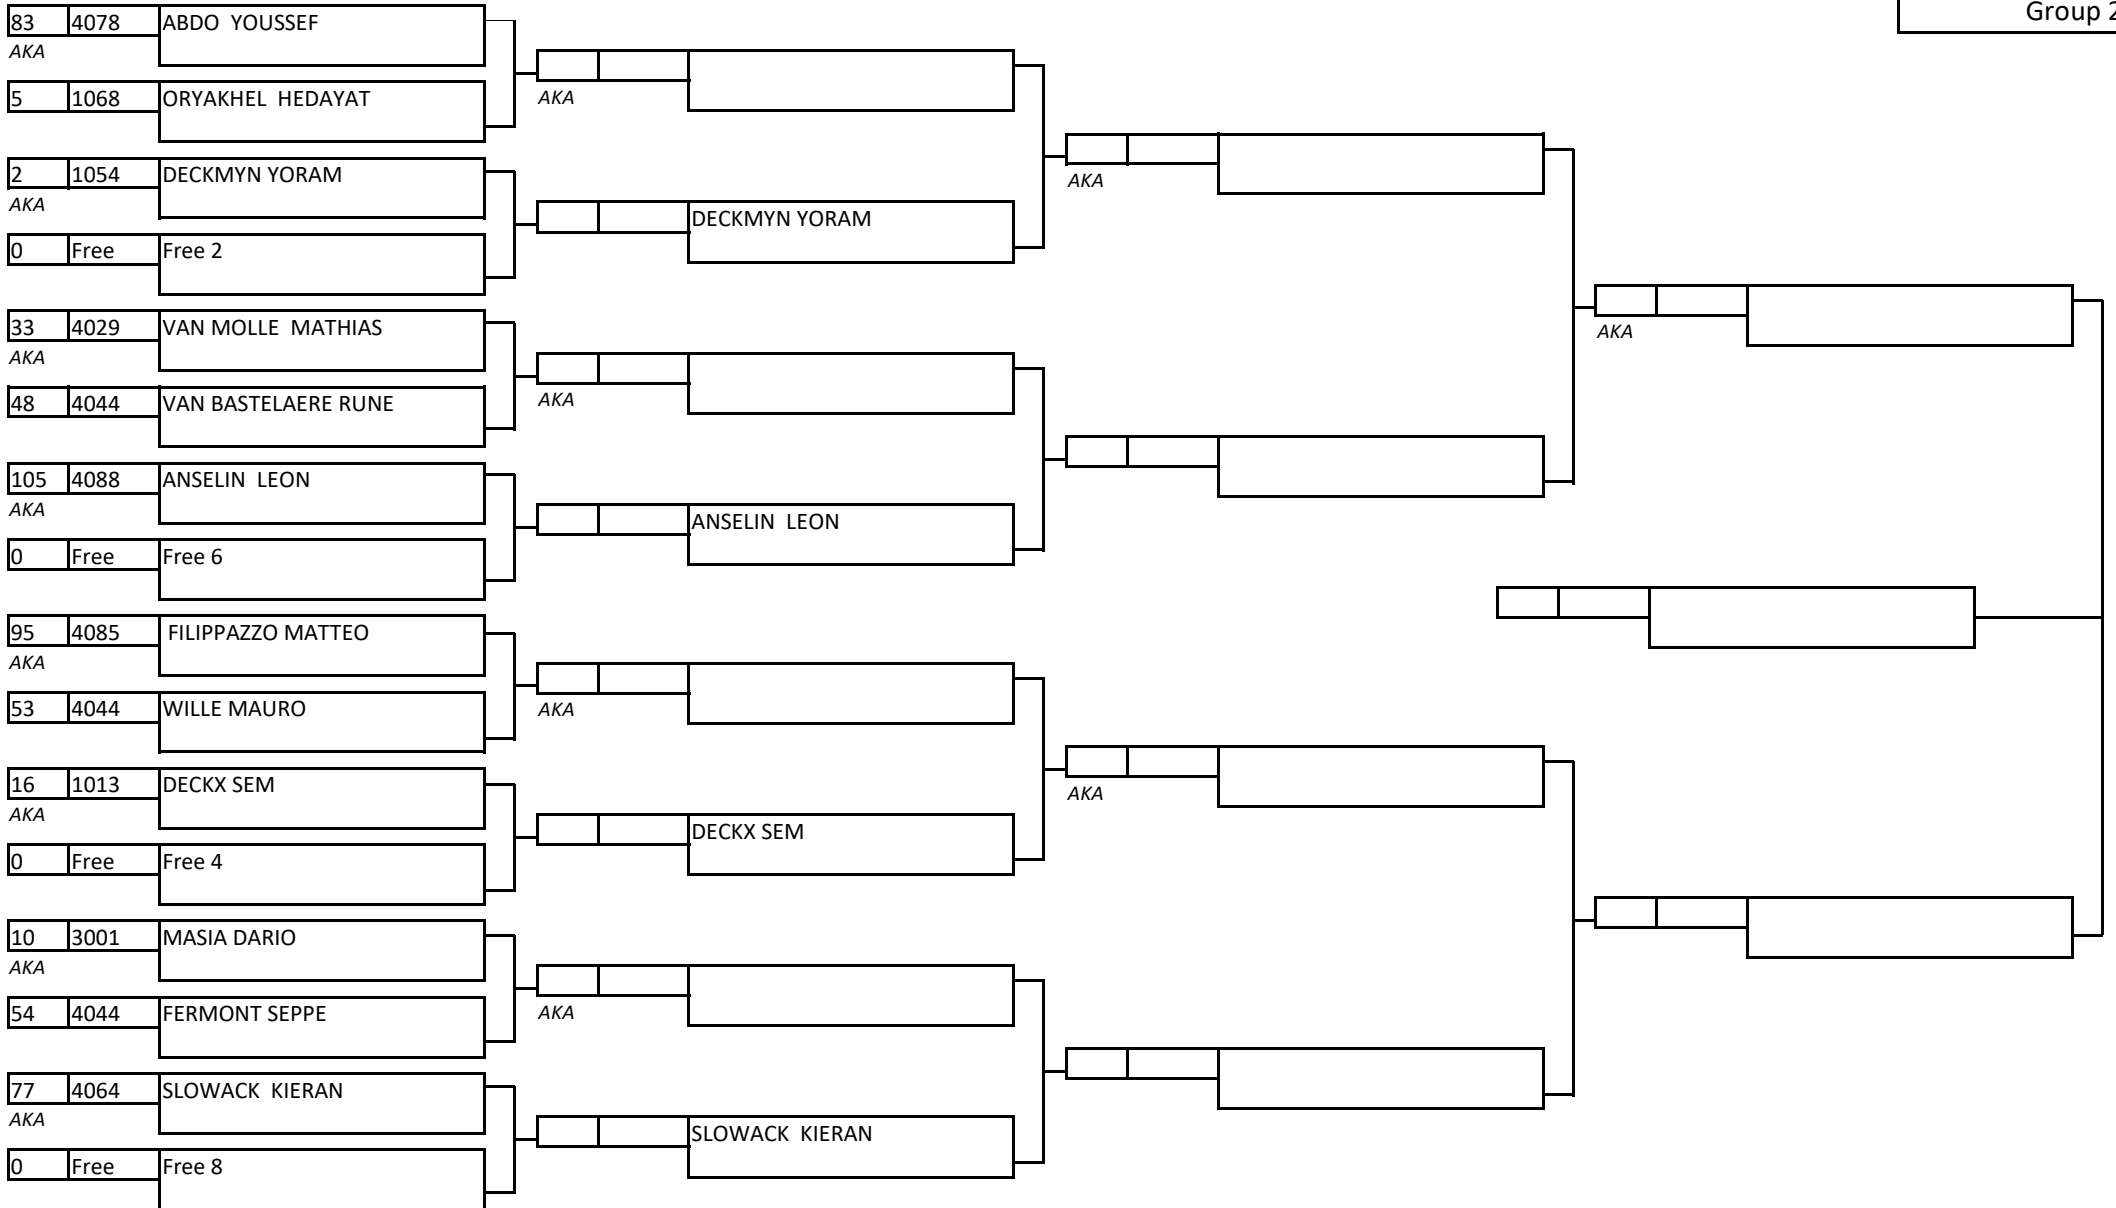 Group 2
83 4078 ABDO  YOUSSEF
AKA
5 1068 ORYAKHEL  HEDAYAT
2 1054 DECKMYN YORAM
AKA
0 Free Free 2
33 4029 VAN MOLLE  MATHIAS
AKA
48 4044 VAN BASTELAERE RUNE
105 4088 ANSELIN  LEON
AKA
0 Free Free 6
95 4085 FILIPPAZZO MATTEO
AKA
53 4044 WILLE MAURO
16 1013 DECKX SEM
AKA
0 Free Free 4
10 3001 MASIA DARIO
AKA
54 4044 FERMONT SEPPE
77 4064 SLOWACK  KIERAN
AKA
0 Free Free 8
AKA
DECKMYN YORAM
AKA
ANSELIN  LEON
AKA
DECKX SEM
AKA
SLOWACK  KIERAN
AKA
AKA
AKA